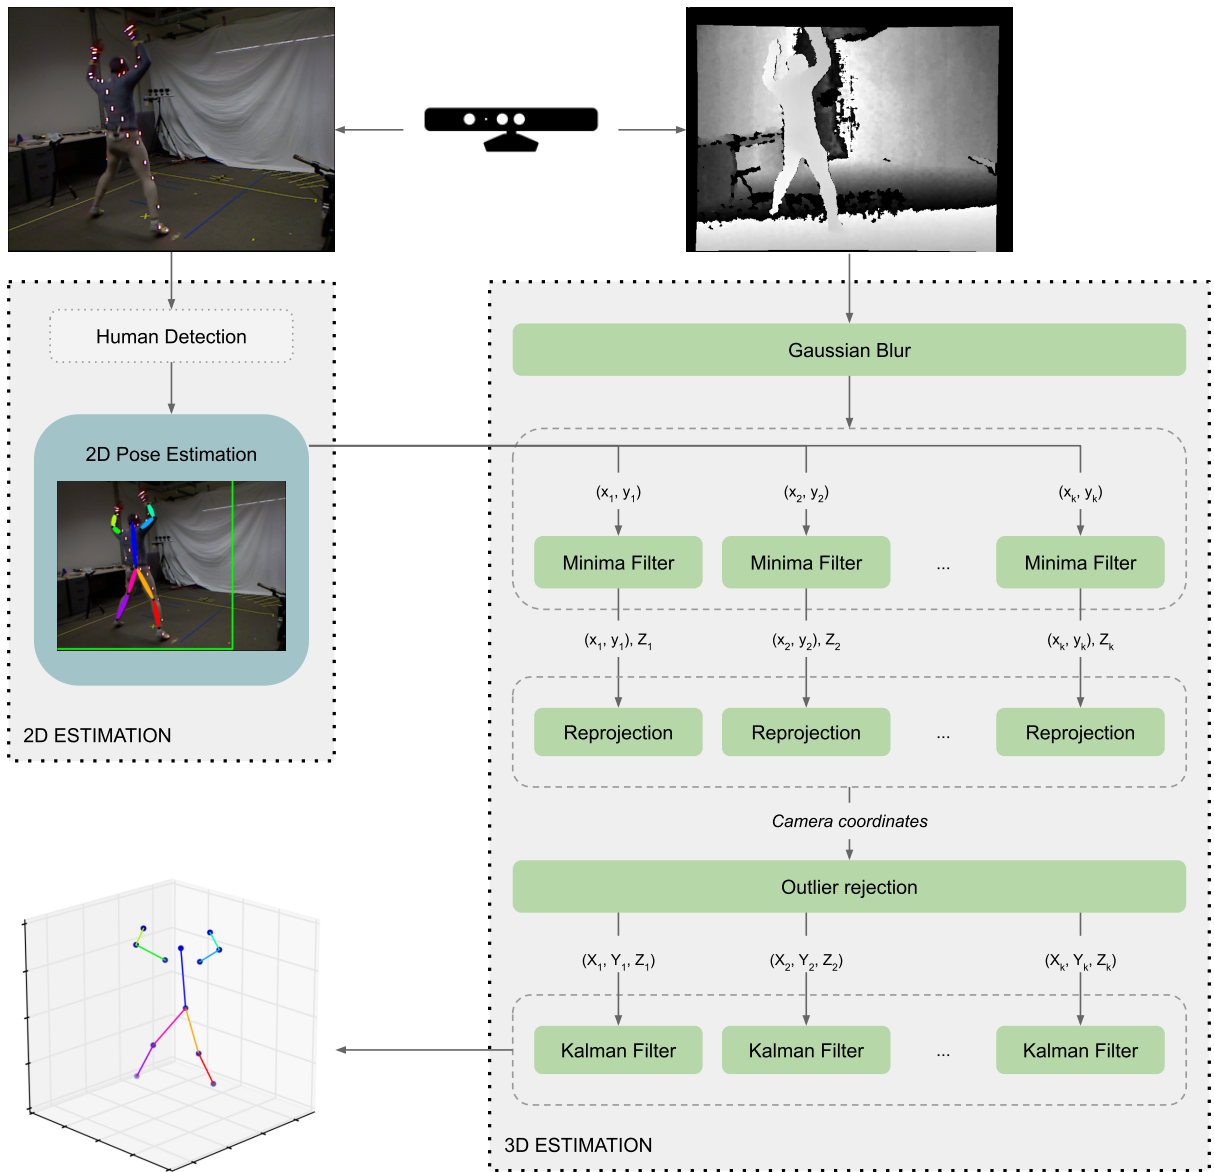 Human Detection
2D Pose Estimation
2D ESTIMATION
Gaussian Blur
(x₁, y₁) (x₂, y₂) (xₖ, yₖ)
Minima Filter Minima Filter ... Minima Filter
(x₁, y₁), Z₁ (x₂, y₂), Z₂ (xₖ, yₖ), Zₖ
Reprojection Reprojection ... Reprojection
Camera coordinates
Outlier rejection
(X₁, Y₁, Z₁) (X₂, Y₂, Z₂) (Xₖ, Yₖ, Zₖ)
Kalman Filter Kalman Filter ... Kalman Filter
3D ESTIMATION